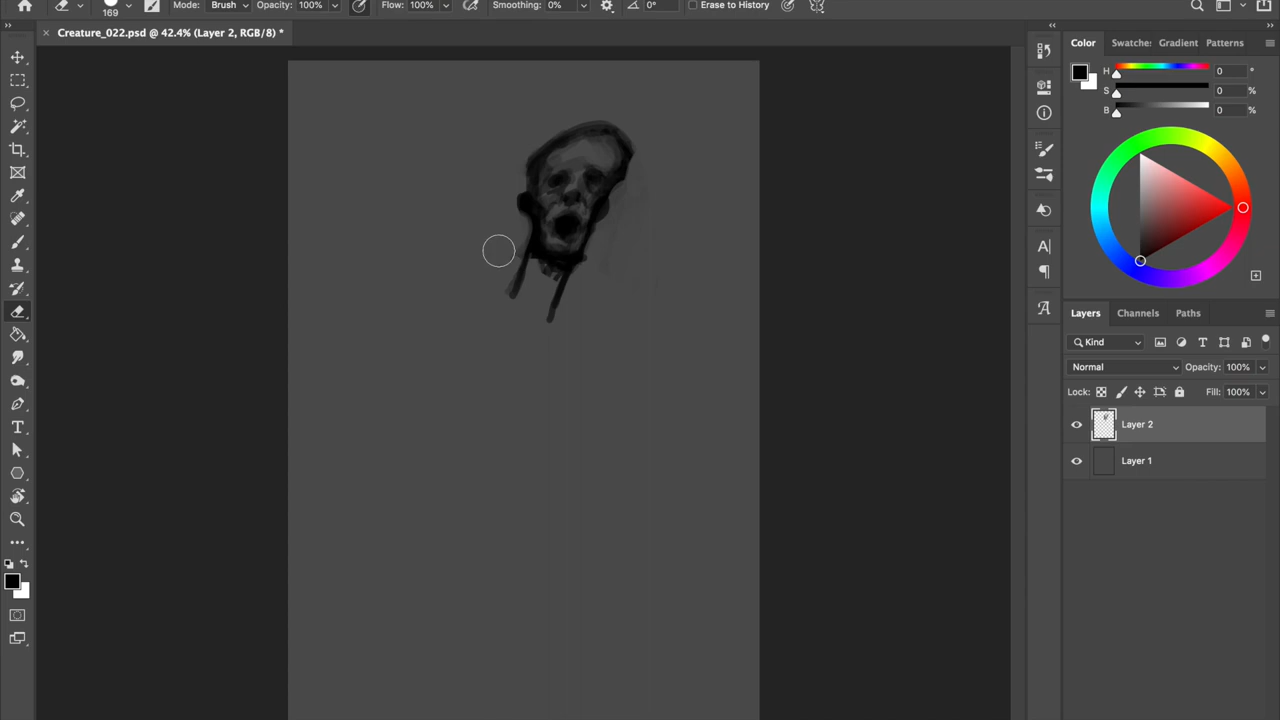 Mode: Brush Opacity: 100% Flow: 100% Smoothing: 0% 0° Erase to History
169
Creature_022.psd @ 42.4% (Layer 2, RGB/8) *
Color Swatche: Gradient Patterns
H 0 °
S 0 %
B 0 %
Layers Channels Paths
Kind
Normal Opacity: 100%
Lock: Fill: 100%
Layer 2
Layer 1